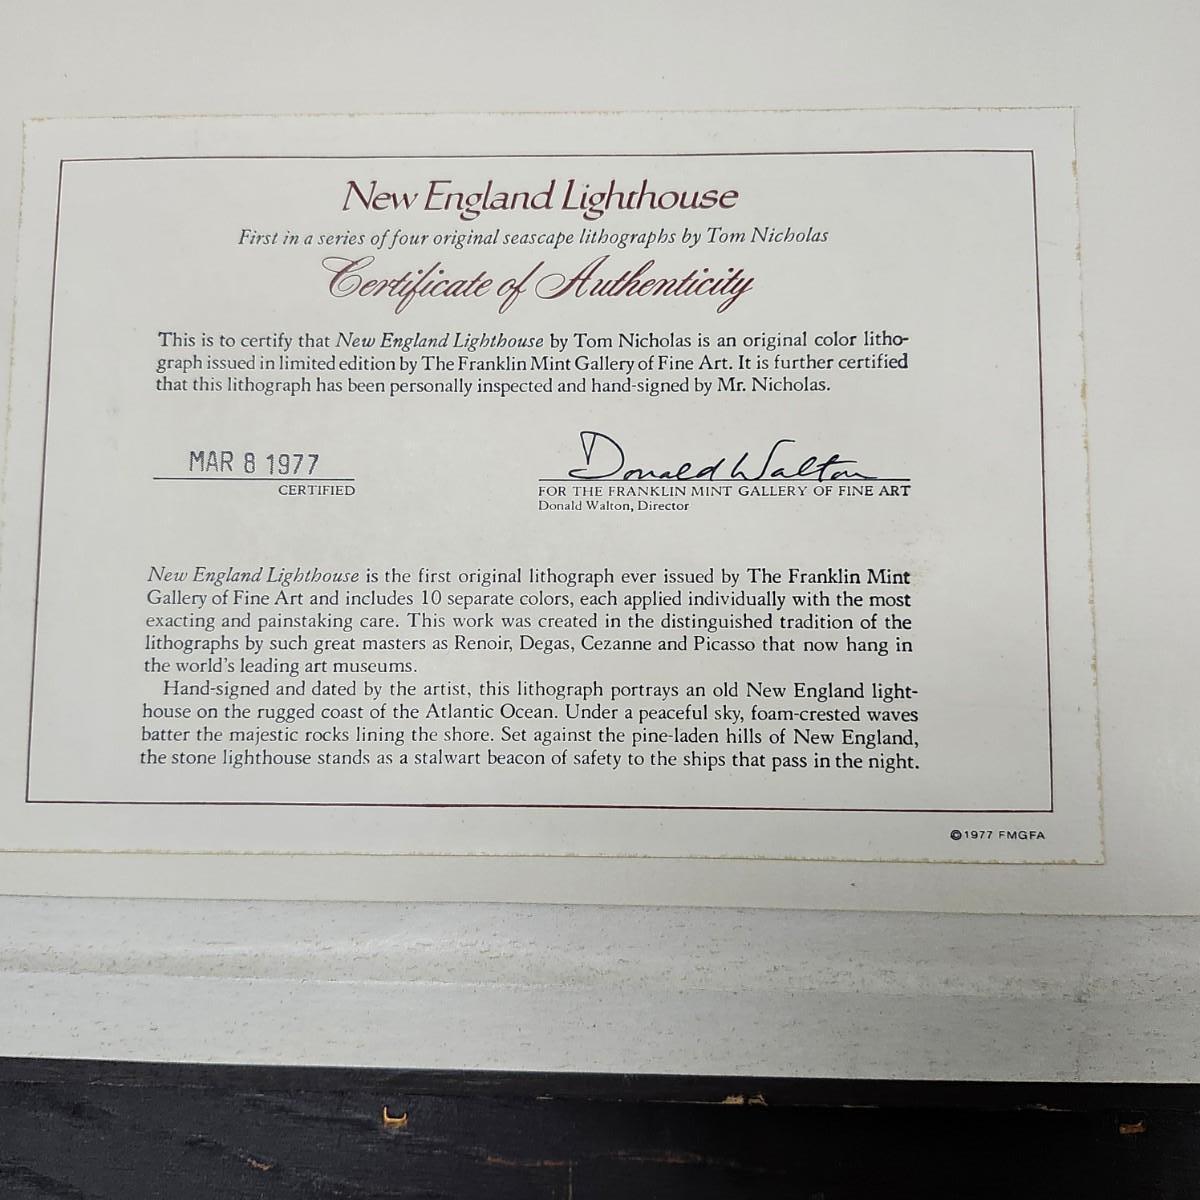 New England Lighthouse
First in a series of four original seascape lithographs by Tom Nicholas
Certificate of Authenticity
This is to certify that New England Lighthouse by Tom Nicholas is an original color litho-
graph issued in limited edition by The Franklin Mint Gallery of Fine Art. It is further certified
that this lithograph has been personally inspected and hand-signed by Mr. Nicholas.
MAR 8 1977
CERTIFIED
Donald Walton
FOR THE FRANKLIN MINT GALLERY OF FINE ART
Donald Walton, Director
New England Lighthouse is the first original lithograph ever issued by The Franklin Mint
Gallery of Fine Art and includes 10 separate colors, each applied individually with the most
exacting and painstaking care. This work was created in the distinguished tradition of the
lithographs by such great masters as Renoir, Degas, Cezanne and Picasso that now hang in
the world's leading art museums.
Hand-signed and dated by the artist, this lithograph portrays an old New England light-
house on the rugged coast of the Atlantic Ocean. Under a peaceful sky, foam-crested waves
batter the majestic rocks lining the shore. Set against the pine-laden hills of New England,
the stone lighthouse stands as a stalwart beacon of safety to the ships that pass in the night.
©1977 FMGFA